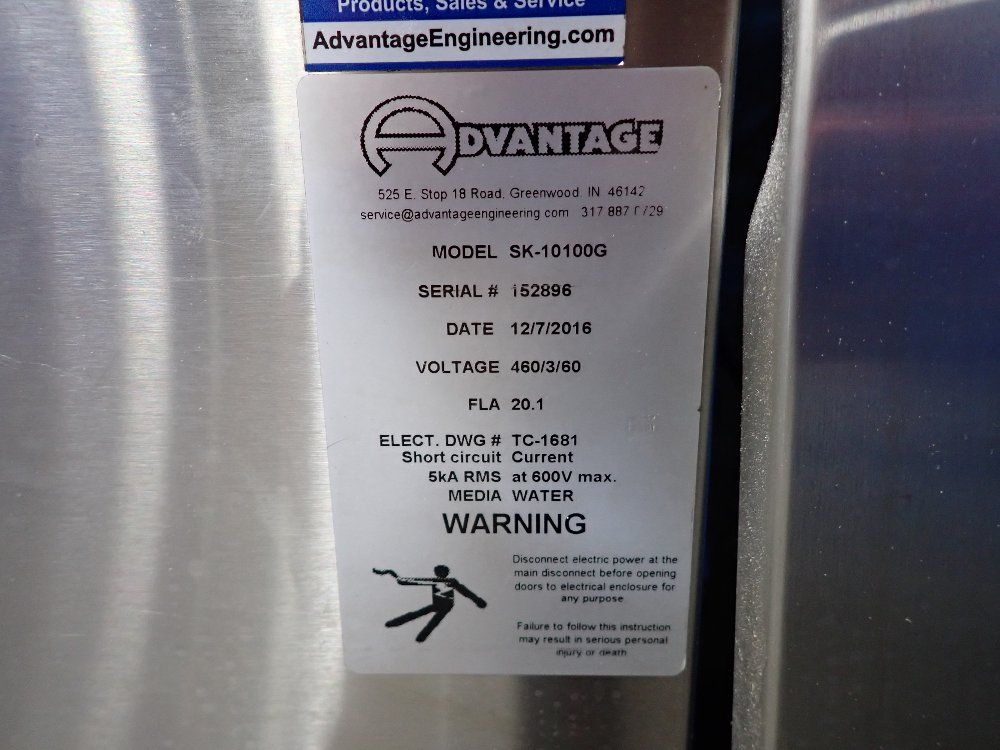 Products, Sales & Service
AdvantageEngineering.com
ADVANTAGE
525 E. Stop 18 Road. Greenwood. IN 46142
service@advantageengineering.com 317 887
MODEL SK-10100G
SERIAL # 152896
DATE 12/7/2016
VOLTAGE 460/3/60
FLA 20.1
ELECT. DWG # TC-1681
Short circuit Current
5kA RMS at 600V max.
MEDIA WATER
WARNING
Disconnect electric power at the
main disconnect before opening
doors to electrical enclosure for
any purpose
Failure to follow this instruction
may result in serious personal
injury or death